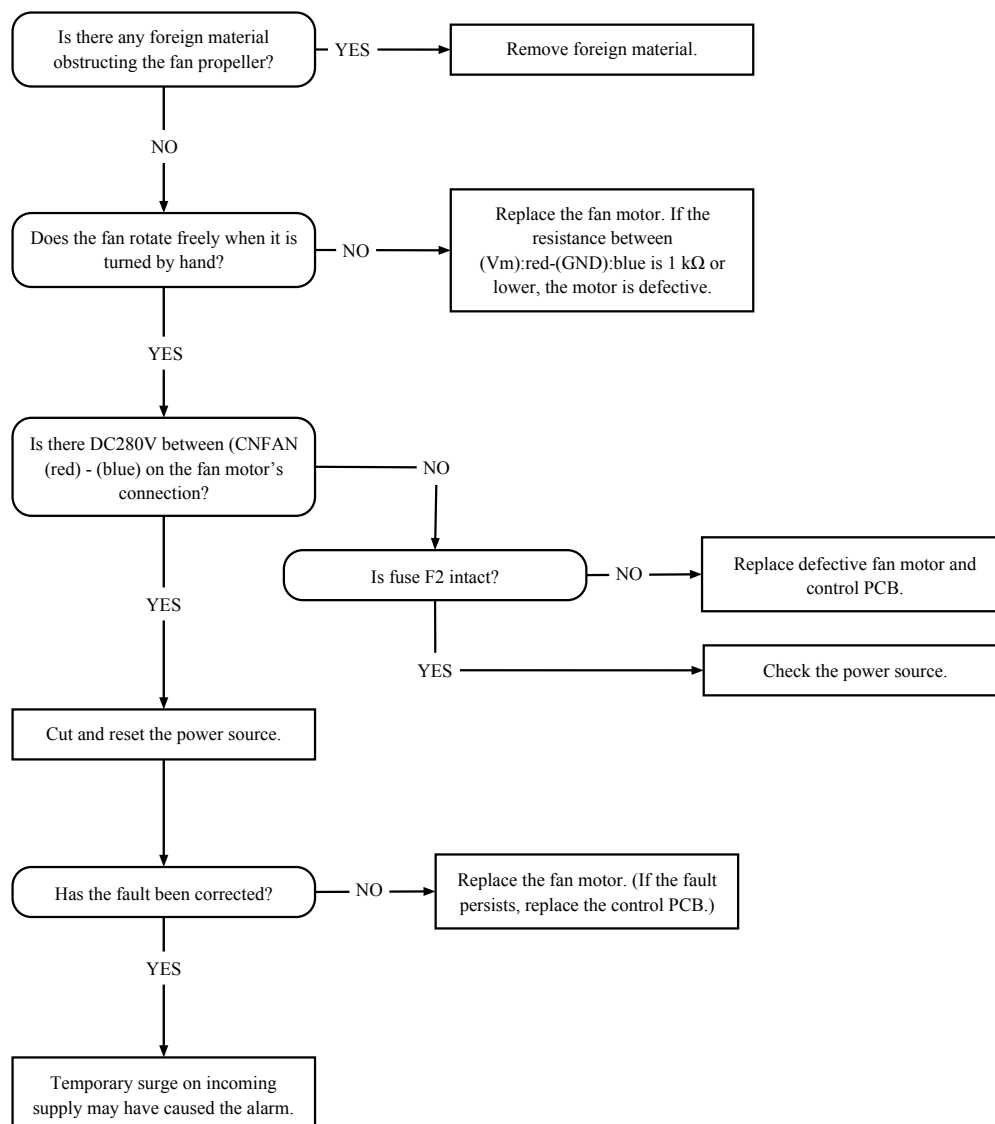 Is there any foreign material
obstructing the fan propeller?
YES
Remove foreign material.
NO
Does the fan rotate freely when it is
turned by hand?
NO
Replace the fan motor. If the
resistance between
(Vm):red-(GND):blue is 1 kΩ or
lower, the motor is defective.
YES
Is there DC280V between (CNFAN
(red) - (blue) on the fan motor’s
connection?
NO
Is fuse F2 intact?
NO
Replace defective fan motor and
control PCB.
YES
YES
Check the power source.
Cut and reset the power source.
Has the fault been corrected?
NO
Replace the fan motor. (If the fault
persists, replace the control PCB.)
YES
Temporary surge on incoming
supply may have caused the alarm.